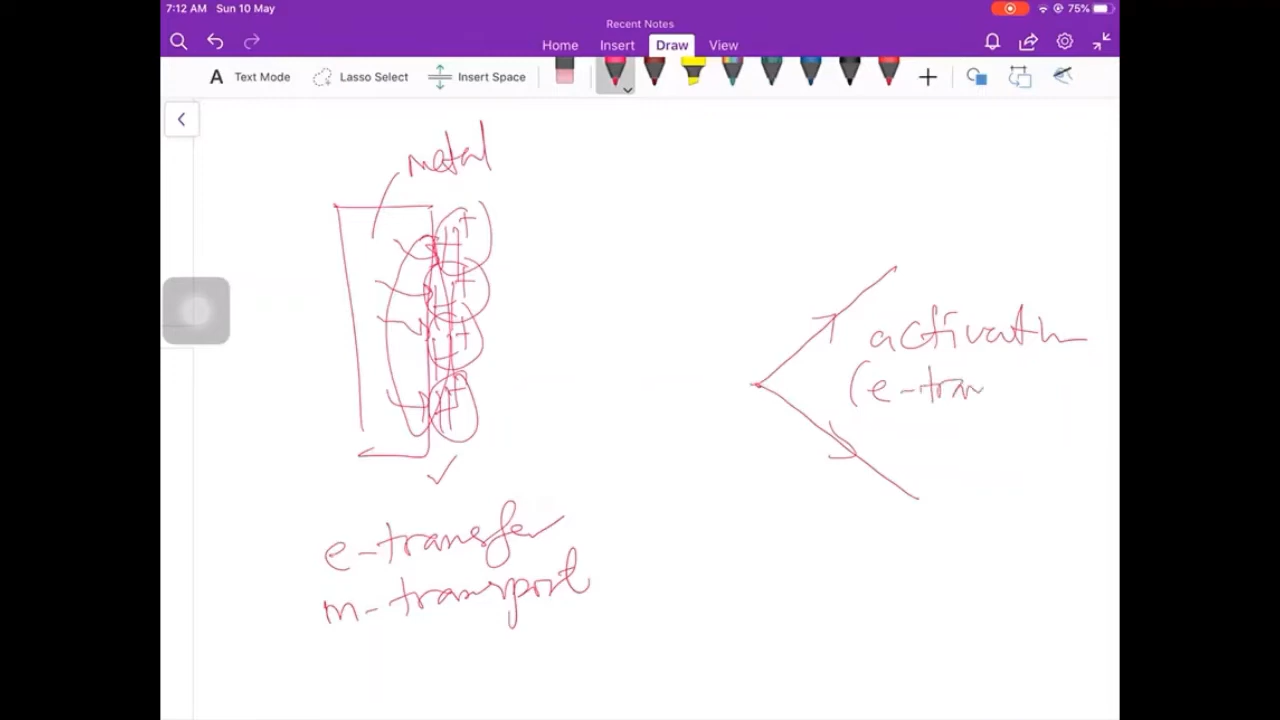 7:12 AM Sun 10 May
75%
Recent Notes
Home Insert Draw View
A Text Mode Lasso Select Insert Space
metal
+
+
+
+
activatn
(e-tran
e-transfer
m-transport